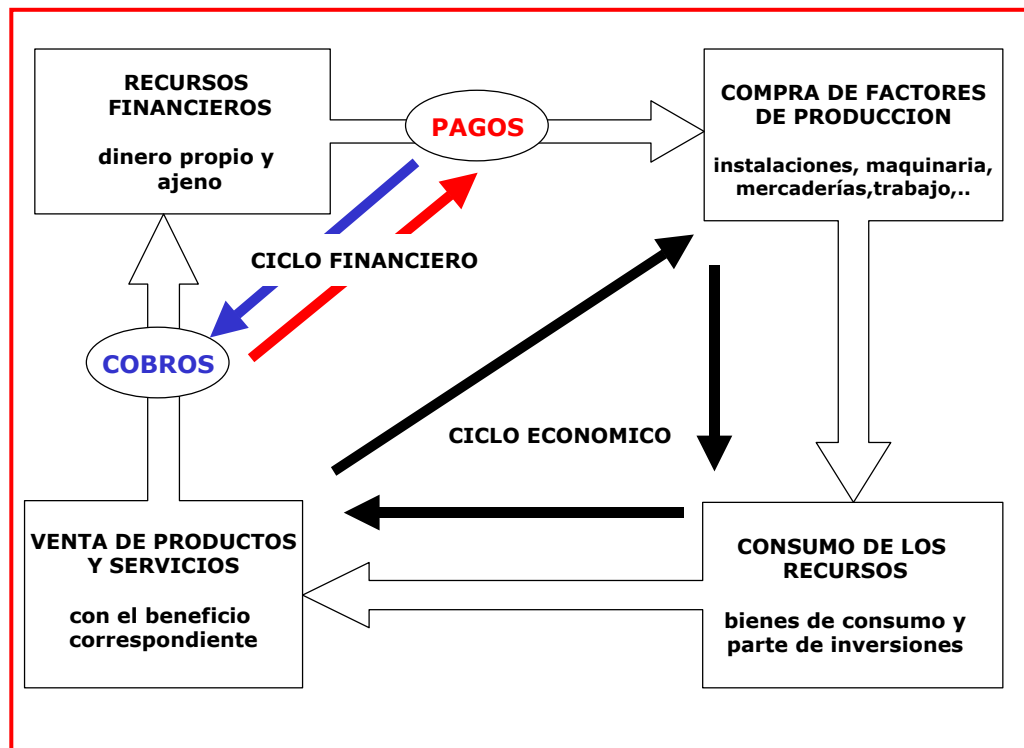 RECURSOS
FINANCIEROS
dinero propio y
ajeno
PAGOS
COMPRA DE FACTORES
DE PRODUCCION
instalaciones, maquinaria,
mercaderías,trabajo,..
CICLO FINANCIERO
COBROS
CICLO ECONOMICO
VENTA DE PRODUCTOS
Y SERVICIOS
con el beneficio
correspondiente
CONSUMO DE LOS
RECURSOS
bienes de consumo y
parte de inversiones